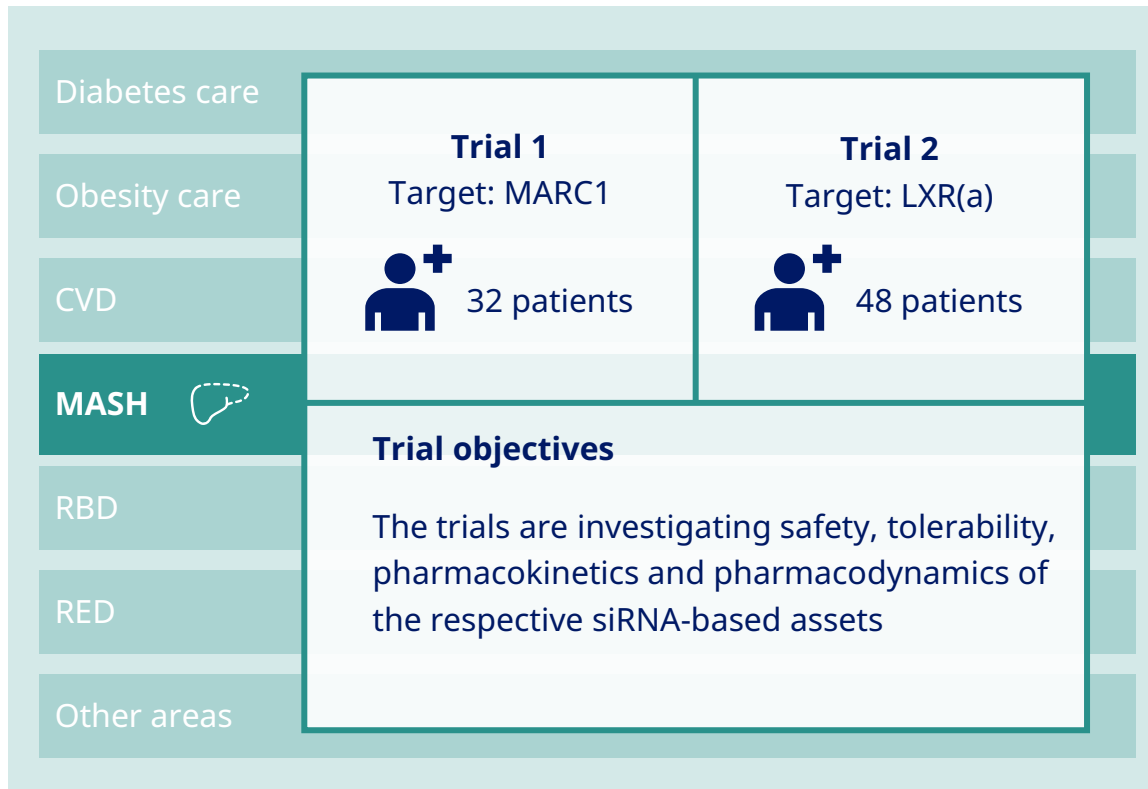 Diabetes care
Obesity care
CVD
MASH
RBD
RED
Other areas
Trial 1
Target: MARC1
32 patients
Trial 2
Target: LXR(a)
48 patients
Trial objectives
The trials are investigating safety, tolerability,
pharmacokinetics and pharmacodynamics of
the respective siRNA-based assets